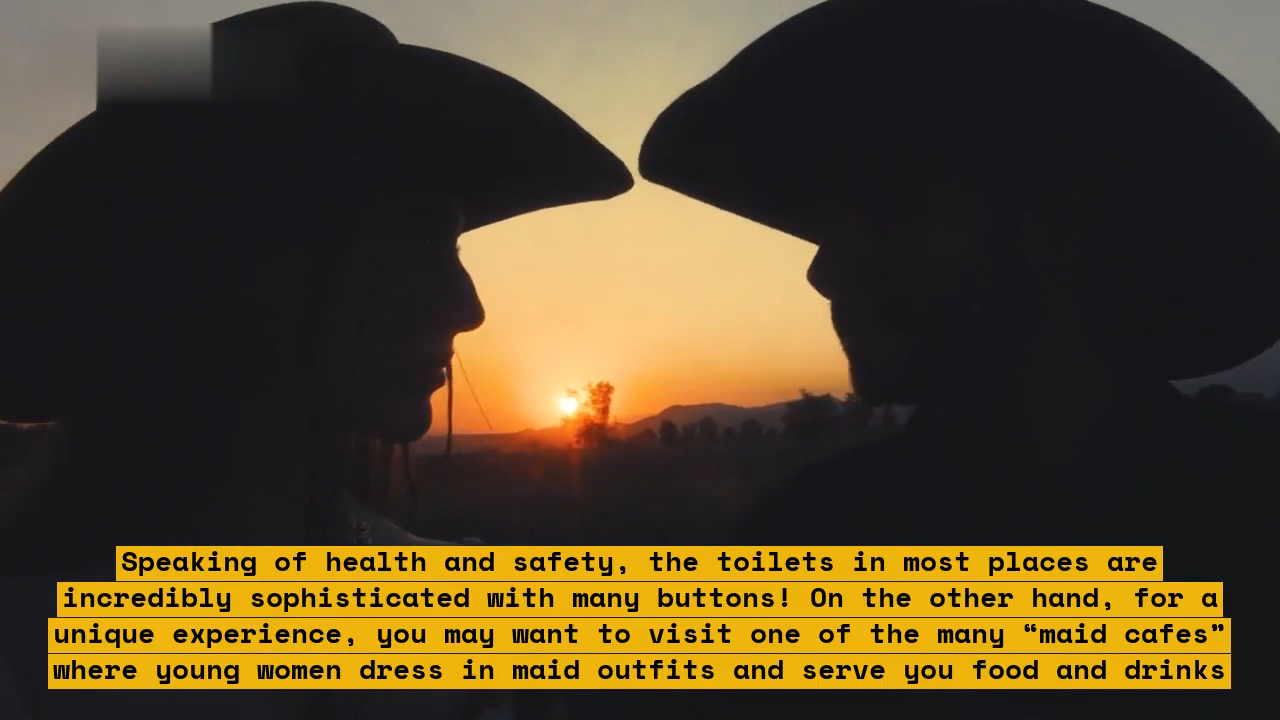 Speaking of health and safety, the toilets in most places are
incredibly sophisticated with many buttons! On the other hand, for a
unique experience, you may want to visit one of the many “maid cafes”
where young women dress in maid outfits and serve you food and drinks